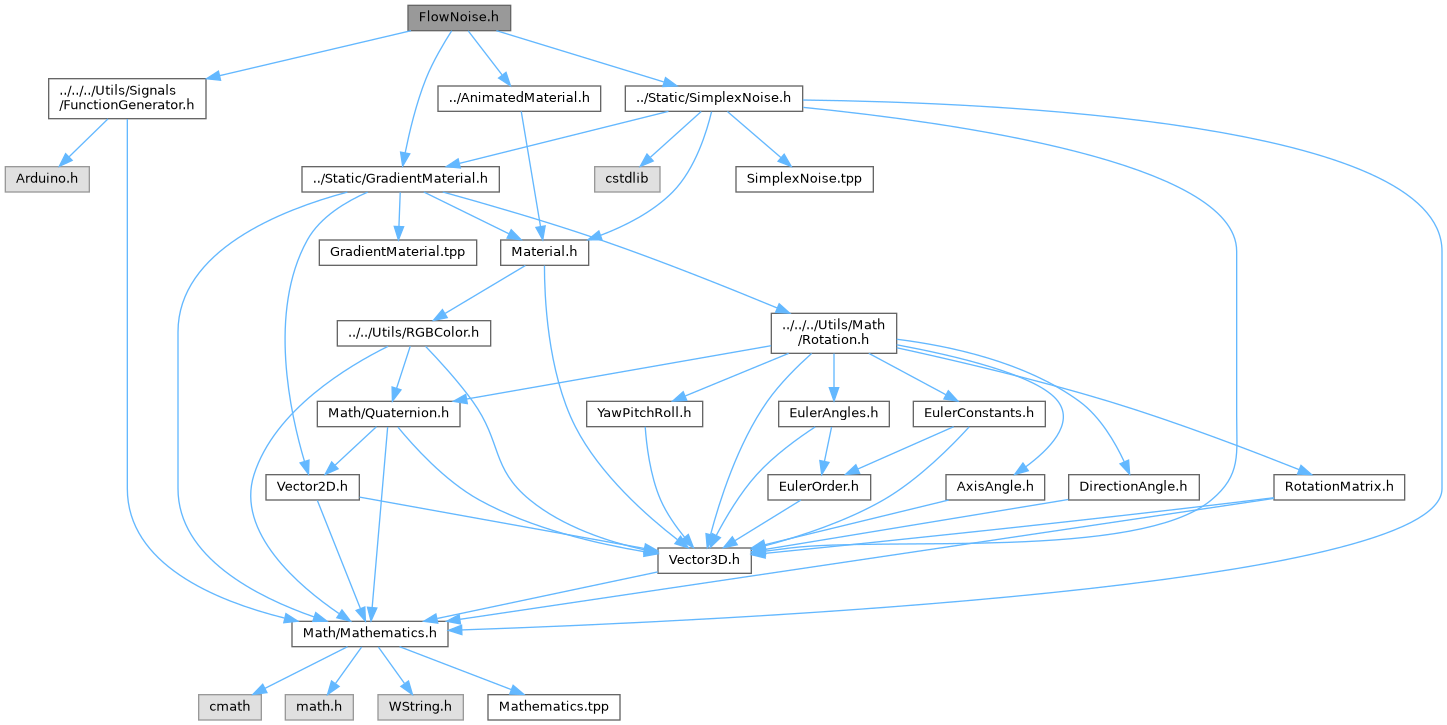 FlowNoise.h
../../../Utils/Signals
/FunctionGenerator.h
../AnimatedMaterial.h
../Static/SimplexNoise.h
Arduino.h
../Static/GradientMaterial.h
cstdlib
SimplexNoise.tpp
GradientMaterial.tpp
Material.h
../../Utils/RGBColor.h
../../../Utils/Math
/Rotation.h
Math/Quaternion.h
YawPitchRoll.h
EulerAngles.h
EulerConstants.h
Vector2D.h
EulerOrder.h
AxisAngle.h
DirectionAngle.h
RotationMatrix.h
Vector3D.h
Math/Mathematics.h
cmath
math.h
WString.h
Mathematics.tpp